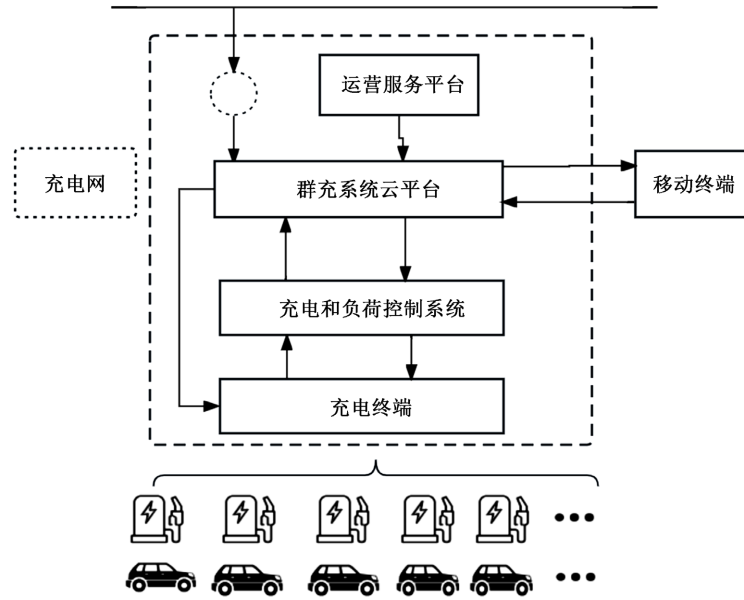 运营服务平台
充电网
群充系统云平台
移动终端
充电和负荷控制系统
充电终端